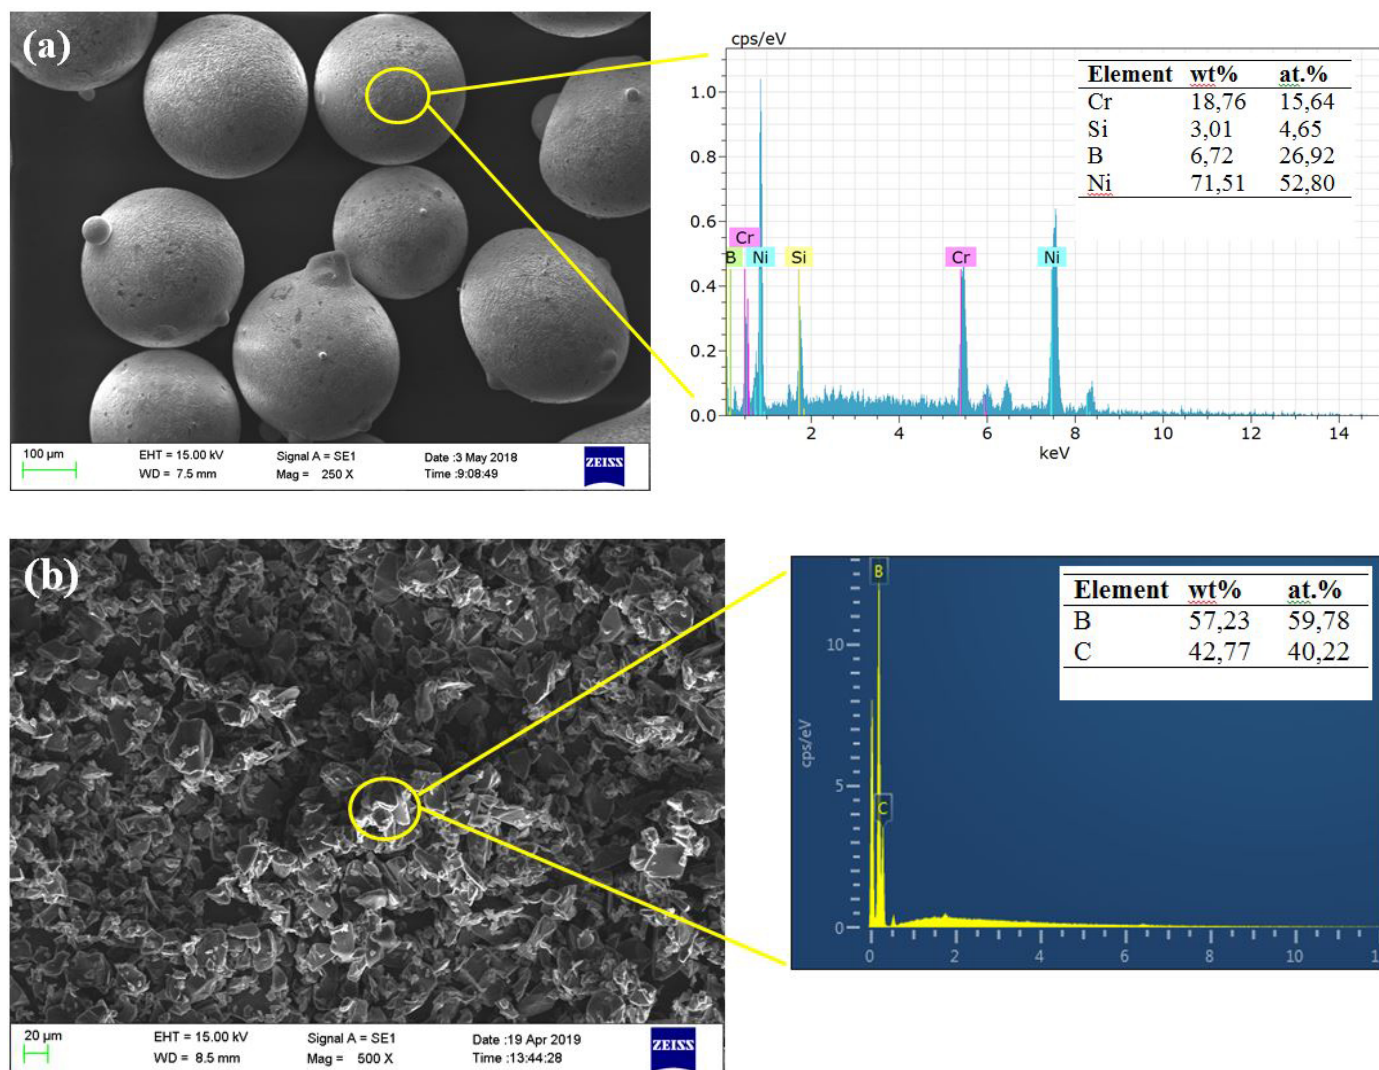 (a)
100 µm
EHT = 15.00 kV
WD = 7.5 mm
Signal A = SE1
Mag = 250 X
Date :3 May 2018
Time :9:08:49
ZEISS
cps/eV
1.0
0.8
0.6
0.4
0.2
0.0
Cr
B Ni Si Cr Ni
2 4 6 8 10 12 14
keV
Element wt% at.%
Cr 18,76 15,64
Si 3,01 4,65
B 6,72 26,92
Ni 71,51 52,80
(b)
20 µm
EHT = 15.00 kV
WD = 8.5 mm
Signal A = SE1
Mag = 500 X
Date :19 Apr 2019
Time :13:44:28
ZEISS
B
C
cps/eV
10
5
0
0 2 4 6 8 10 1
Element wt% at.%
B 57,23 59,78
C 42,77 40,22